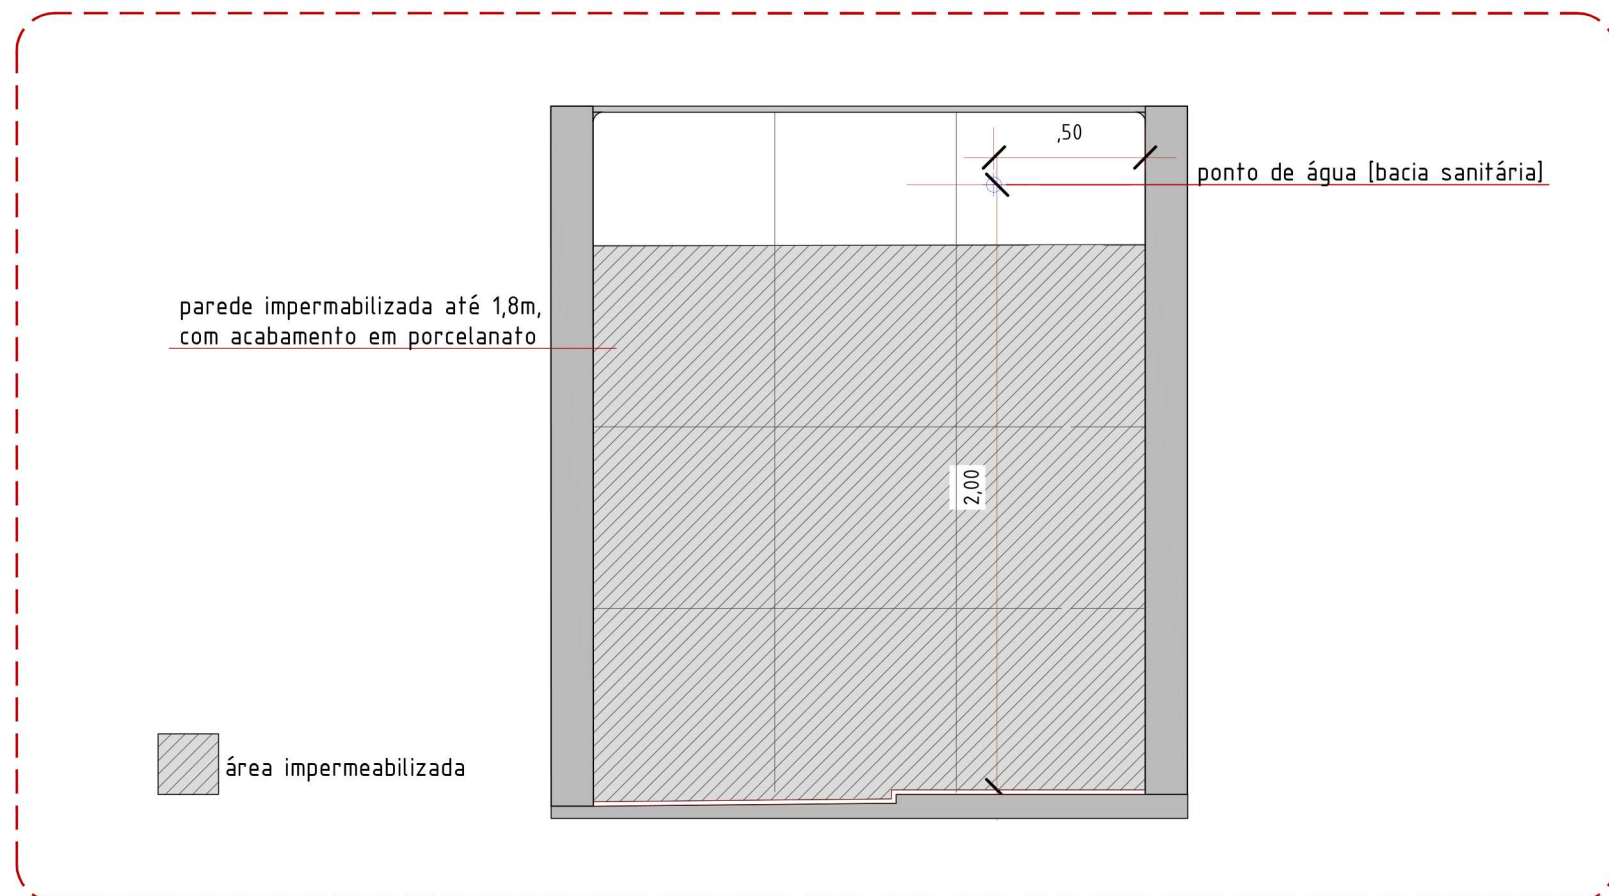 ,50
ponto de água [bacia sanitária]
parede impermabilizada até 1,8m,
com acabamento em porcelanato
2,00
área impermeabilizada